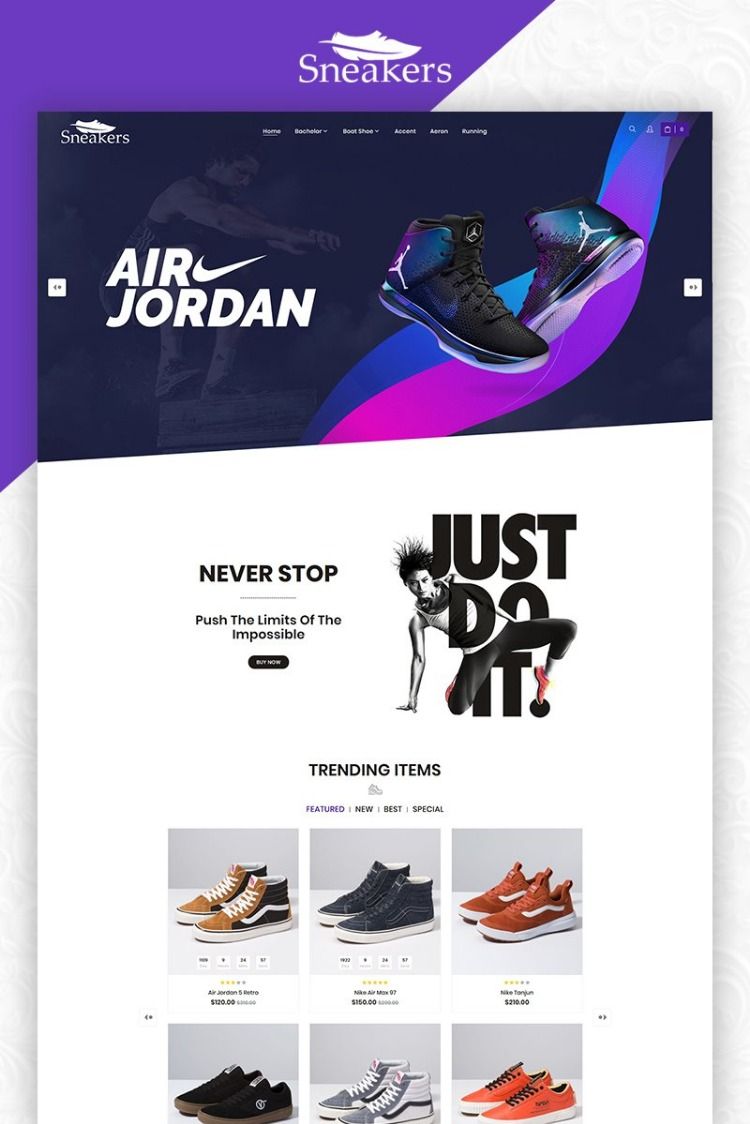 Sneakers
Sneakers
Home Bachelor Boat Shoe Accent Aeron Running 0
AIR
JORDAN
JUST
DO
IT.
NEVER STOP
Push The Limits Of The
Impossible
BUY NOW
TRENDING ITEMS
FEATURED | NEW | BEST | SPECIAL
1109 9 24 57
1922 9 24 57
Air Jordan 5 Retro
$120.00 $310.00
Nike Air Max 97
$150.00 $200.00
Nike Tanjun
$210.00